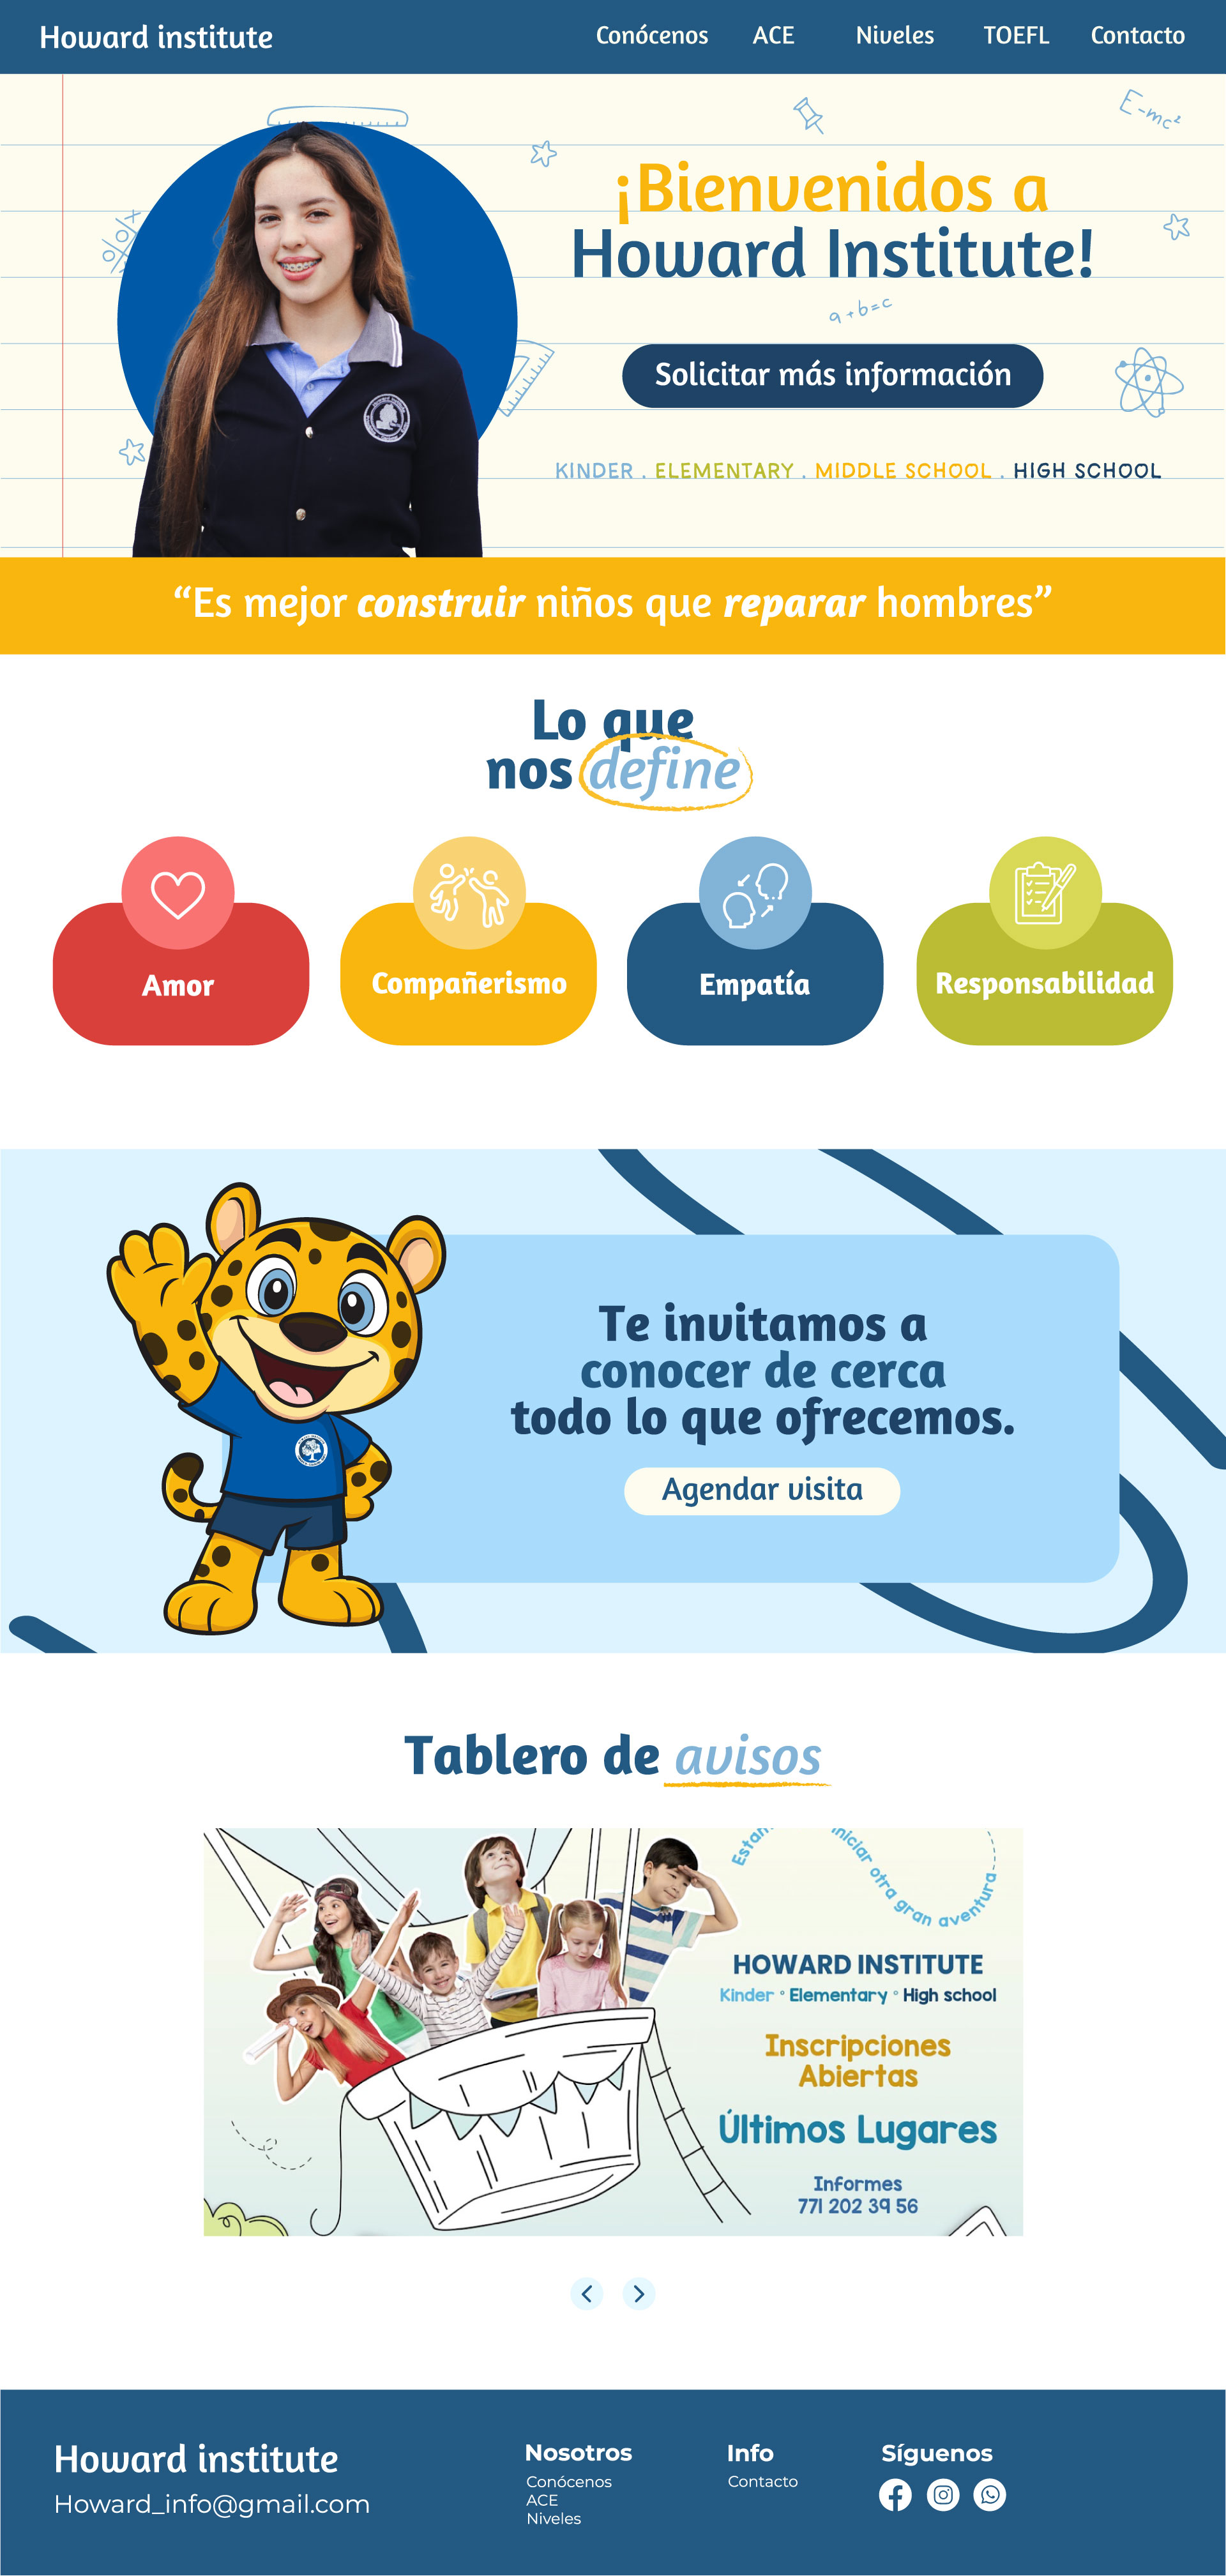 Howard institute
Conócenos ACE Niveles TOEFL Contacto
E=mc²
¡Bienvenidos a
Howard Institute!
a+b=c
Solicitar más información
KINDER . ELEMENTARY . MIDDLE SCHOOL . HIGH SCHOOL
“Es mejor construir niños que reparar hombres”
Lo que
nos define
Amor
Compañerismo
Empatía
Responsabilidad
Te invitamos a
conocer de cerca
todo lo que ofrecemos.
Agendar visita
Tablero de avisos
iniciar otra gran aventura
HOWARD INSTITUTE
Kinder ° Elementary ° High school
Inscripciones
Abiertas
Últimos Lugares
Informes
771 202 39 56
Howard institute
Howard_info@gmail.com
Nosotros
Conócenos
ACE
Niveles
Info
Contacto
Síguenos